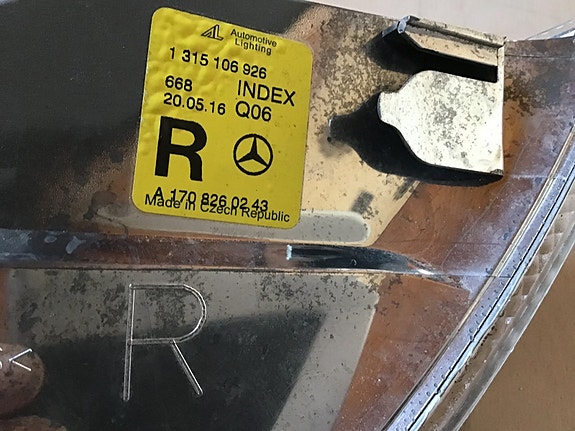 AL Automotive
Lighting
1 315 106 926
668 INDEX
20.05.16 Q06
R
A 170 826 02 43
Made in Czech Republic
R